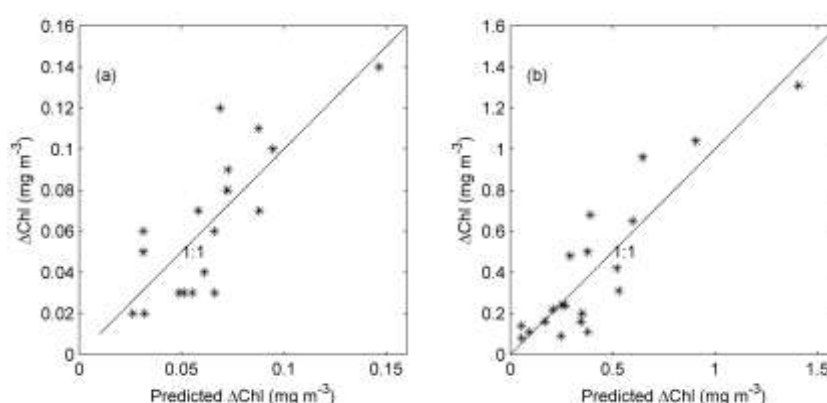 (a)
ΔChl (mg m⁻³)
0.16
0.14
0.12
0.1
0.08
0.06
0.04
0.02
0
1:1
0 0.05 0.1 0.15
Predicted ΔChl (mg m⁻³)
(b)
ΔChl (mg m⁻³)
1.6
1.4
1.2
1.0
0.8
0.6
0.4
0.2
0
1:1
0 0.5 1 1.5
Predicted ΔChl (mg m⁻³)